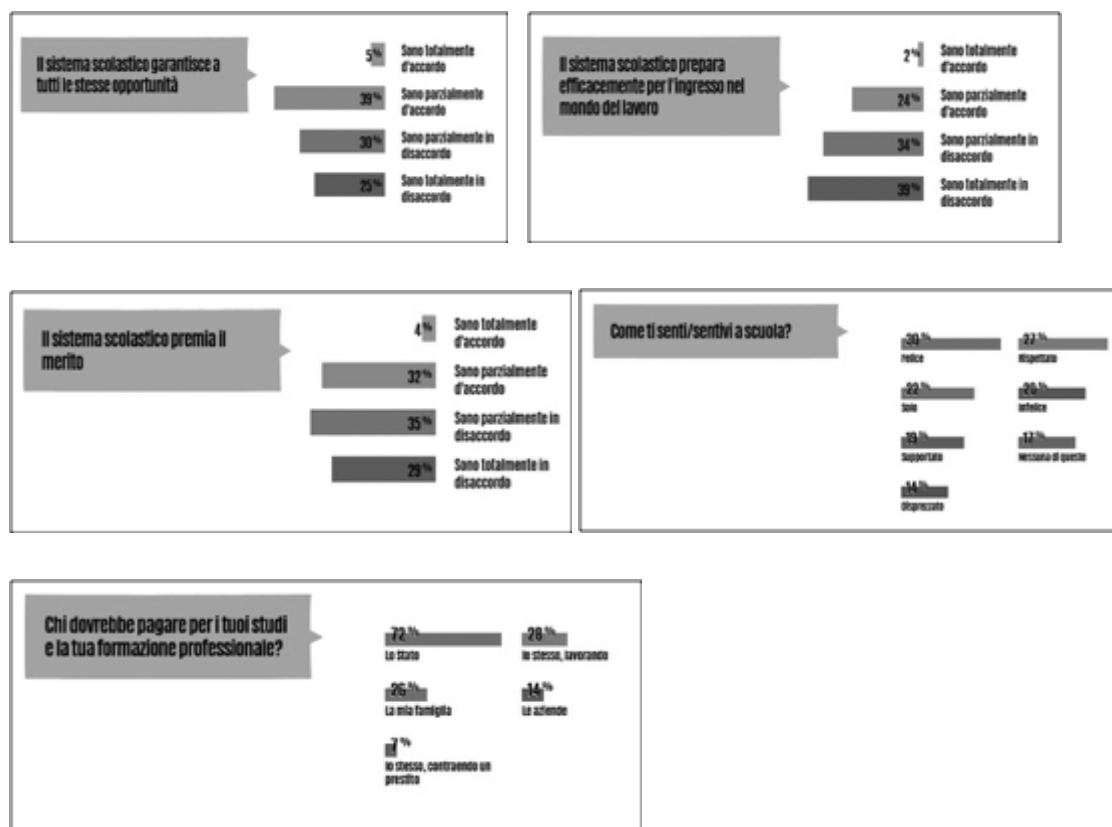 Il sistema scolastico garantisce a
tutti le stesse opportunità
5%
Sono totalmente
d'accordo
39%
Sono parzialmente
d'accordo
30%
Sono parzialmente in
disaccordo
25%
Sono totalmente in
disaccordo
Il sistema scolastico prepara
efficacemente per l'ingresso nel
mondo del lavoro
2%
Sono totalmente
d'accordo
24%
Sono parzialmente
d'accordo
34%
Sono parzialmente in
disaccordo
39%
Sono totalmente in
disaccordo
Il sistema scolastico premia il
merito
4%
Sono totalmente
d'accordo
32%
Sono parzialmente
d'accordo
35%
Sono parzialmente in
disaccordo
29%
Sono totalmente in
disaccordo
Come ti senti/sentivi a scuola?
30%
Felice
27%
Rispettato
22%
Solo
20%
Infelice
19%
Supportato
17%
Nessuna di queste
14%
Disprezzato
Chi dovrebbe pagare per i tuoi studi
e la tua formazione professionale?
72%
Lo Stato
28%
Io stesso, lavorando
26%
La mia famiglia
14%
Le aziende
7%
Io stesso, contraendo un
prestito